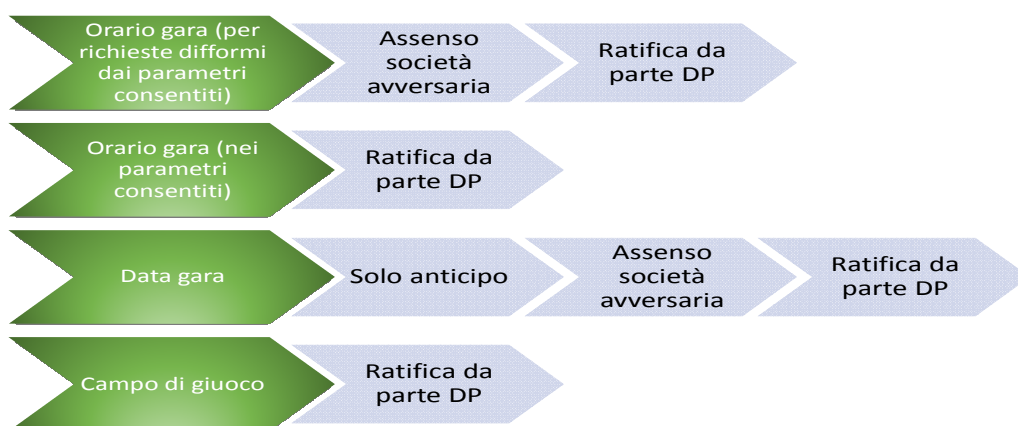 Orario gara (per
richieste difformi
dai parametri
consentiti)
Assenso
società
avversaria
Ratifica da
parte DP
Orario gara (nei
parametri
consentiti)
Ratifica da
parte DP
Data gara
Solo anticipo
Assenso
società
avversaria
Ratifica da
parte DP
Campo di giuoco
Ratifica da
parte DP